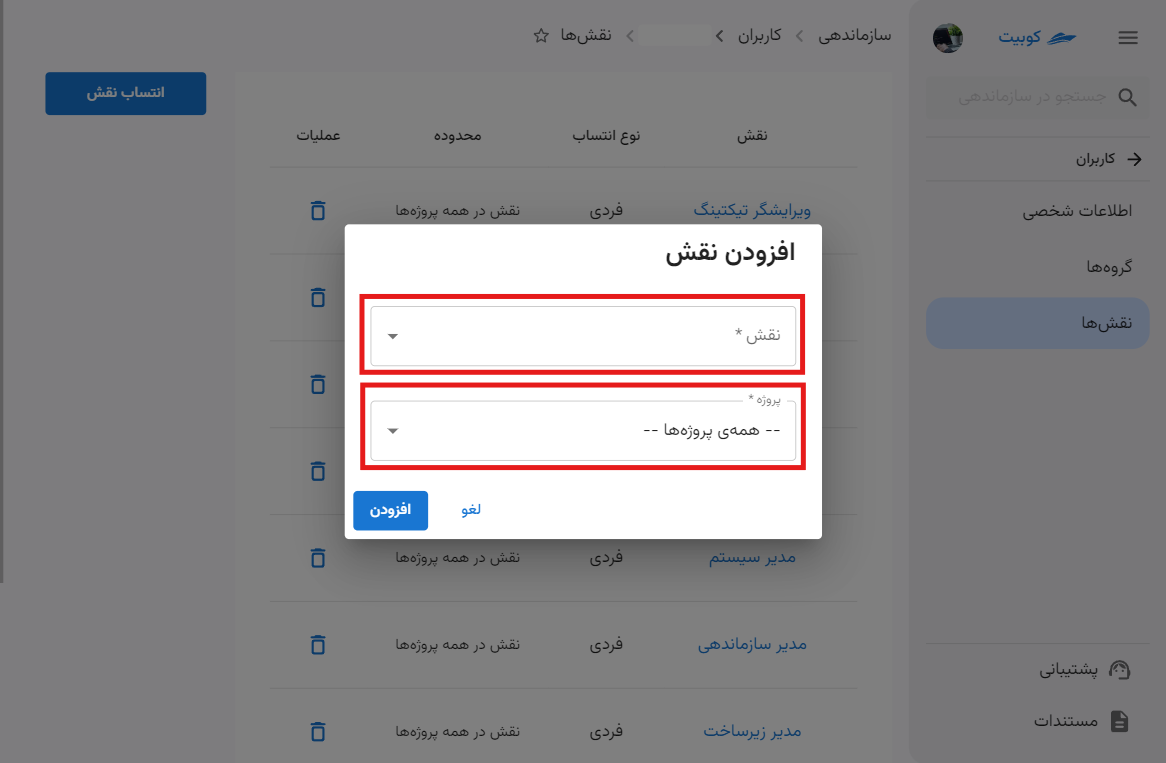 کوبیت
سازماندهی
کاربران
نقش‌ها
جستجو در سازماندهی
کاربران
اطلاعات شخصی
گروه‌ها
نقش‌ها
پشتیبانی
مستندات
انتساب نقش
نقش نوع انتساب محدوده عملیات
ویرایشگر تیکتینگ فردی نقش در همه پروژه‌ها
افزودن نقش
نقش *
پروژه *
-- همه‌ی پروژه‌ها --
لغو افزودن
مدیر سیستم فردی نقش در همه پروژه‌ها
مدیر سازماندهی فردی نقش در همه پروژه‌ها
مدیر زیرساخت فردی نقش در همه پروژه‌ها